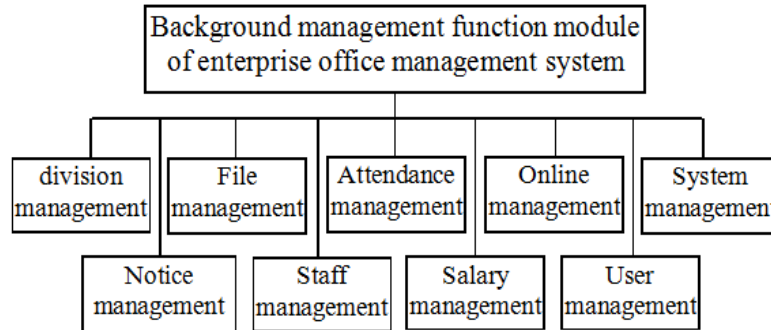 Background management function module
of enterprise office management system
division
management
File
management
Attendance
management
Online
management
System
management
Notice
management
Staff
management
Salary
management
User
management